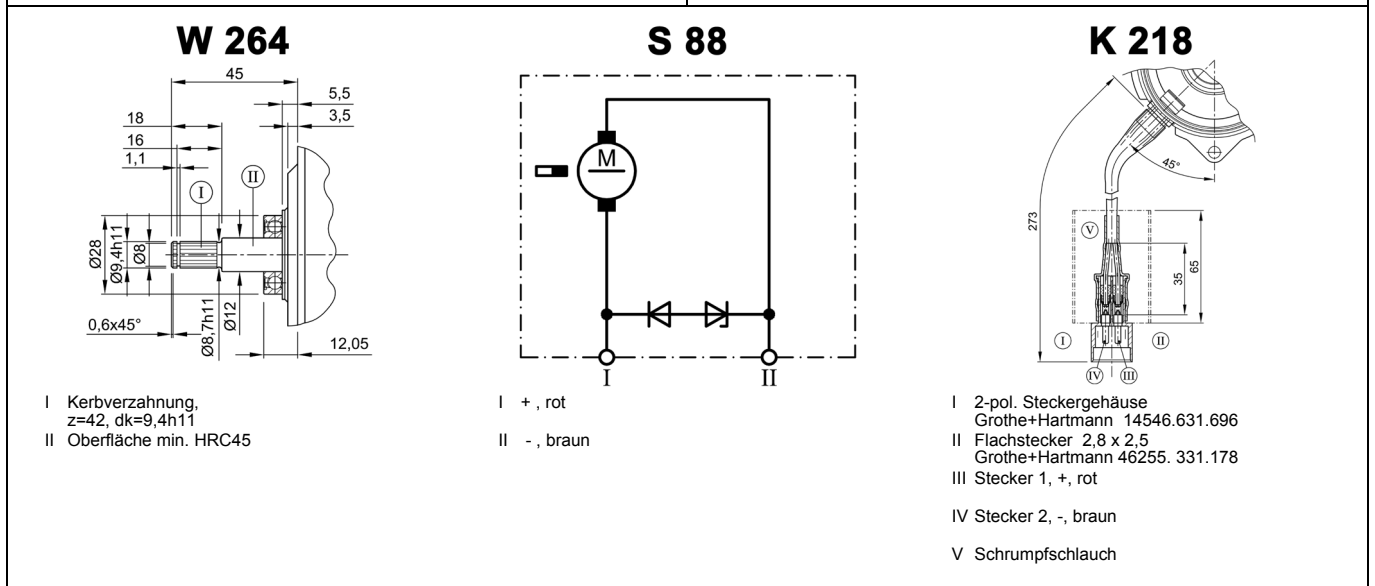 W 264
S 88
K 218
45
5,5
3,5
18
16
1,1
I
II
Ø28
Ø9,4h11
Ø8
Ø8,7h11
Ø12
0,6x45°
12,05
M
I
II
45°
273
V
65
35
I
II
IV
III
I Kerbverzahnung,
z=42, dk=9,4h11
II Oberfläche min. HRC45
I + , rot
II - , braun
I 2-pol. Steckergehäuse
Grothe+Hartmann 14546.631.696
II Flachstecker 2,8 x 2,5
Grothe+Hartmann 46255. 331.178
III Stecker 1, +, rot
IV Stecker 2, -, braun
V Schrumpfschlauch